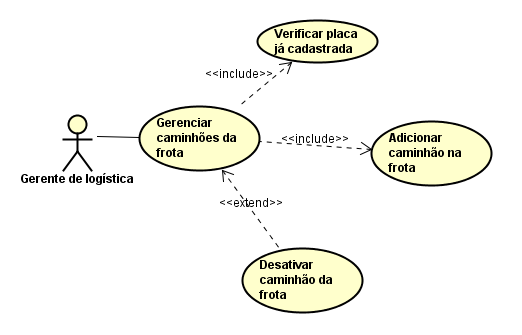 Verificar placa
já cadastrada
<<include>>
Gerenciar
caminhões da
frota
<<include>>
Adicionar
caminhão na
frota
Gerente de logística
<<extend>>
Desativar
caminhão da
frota